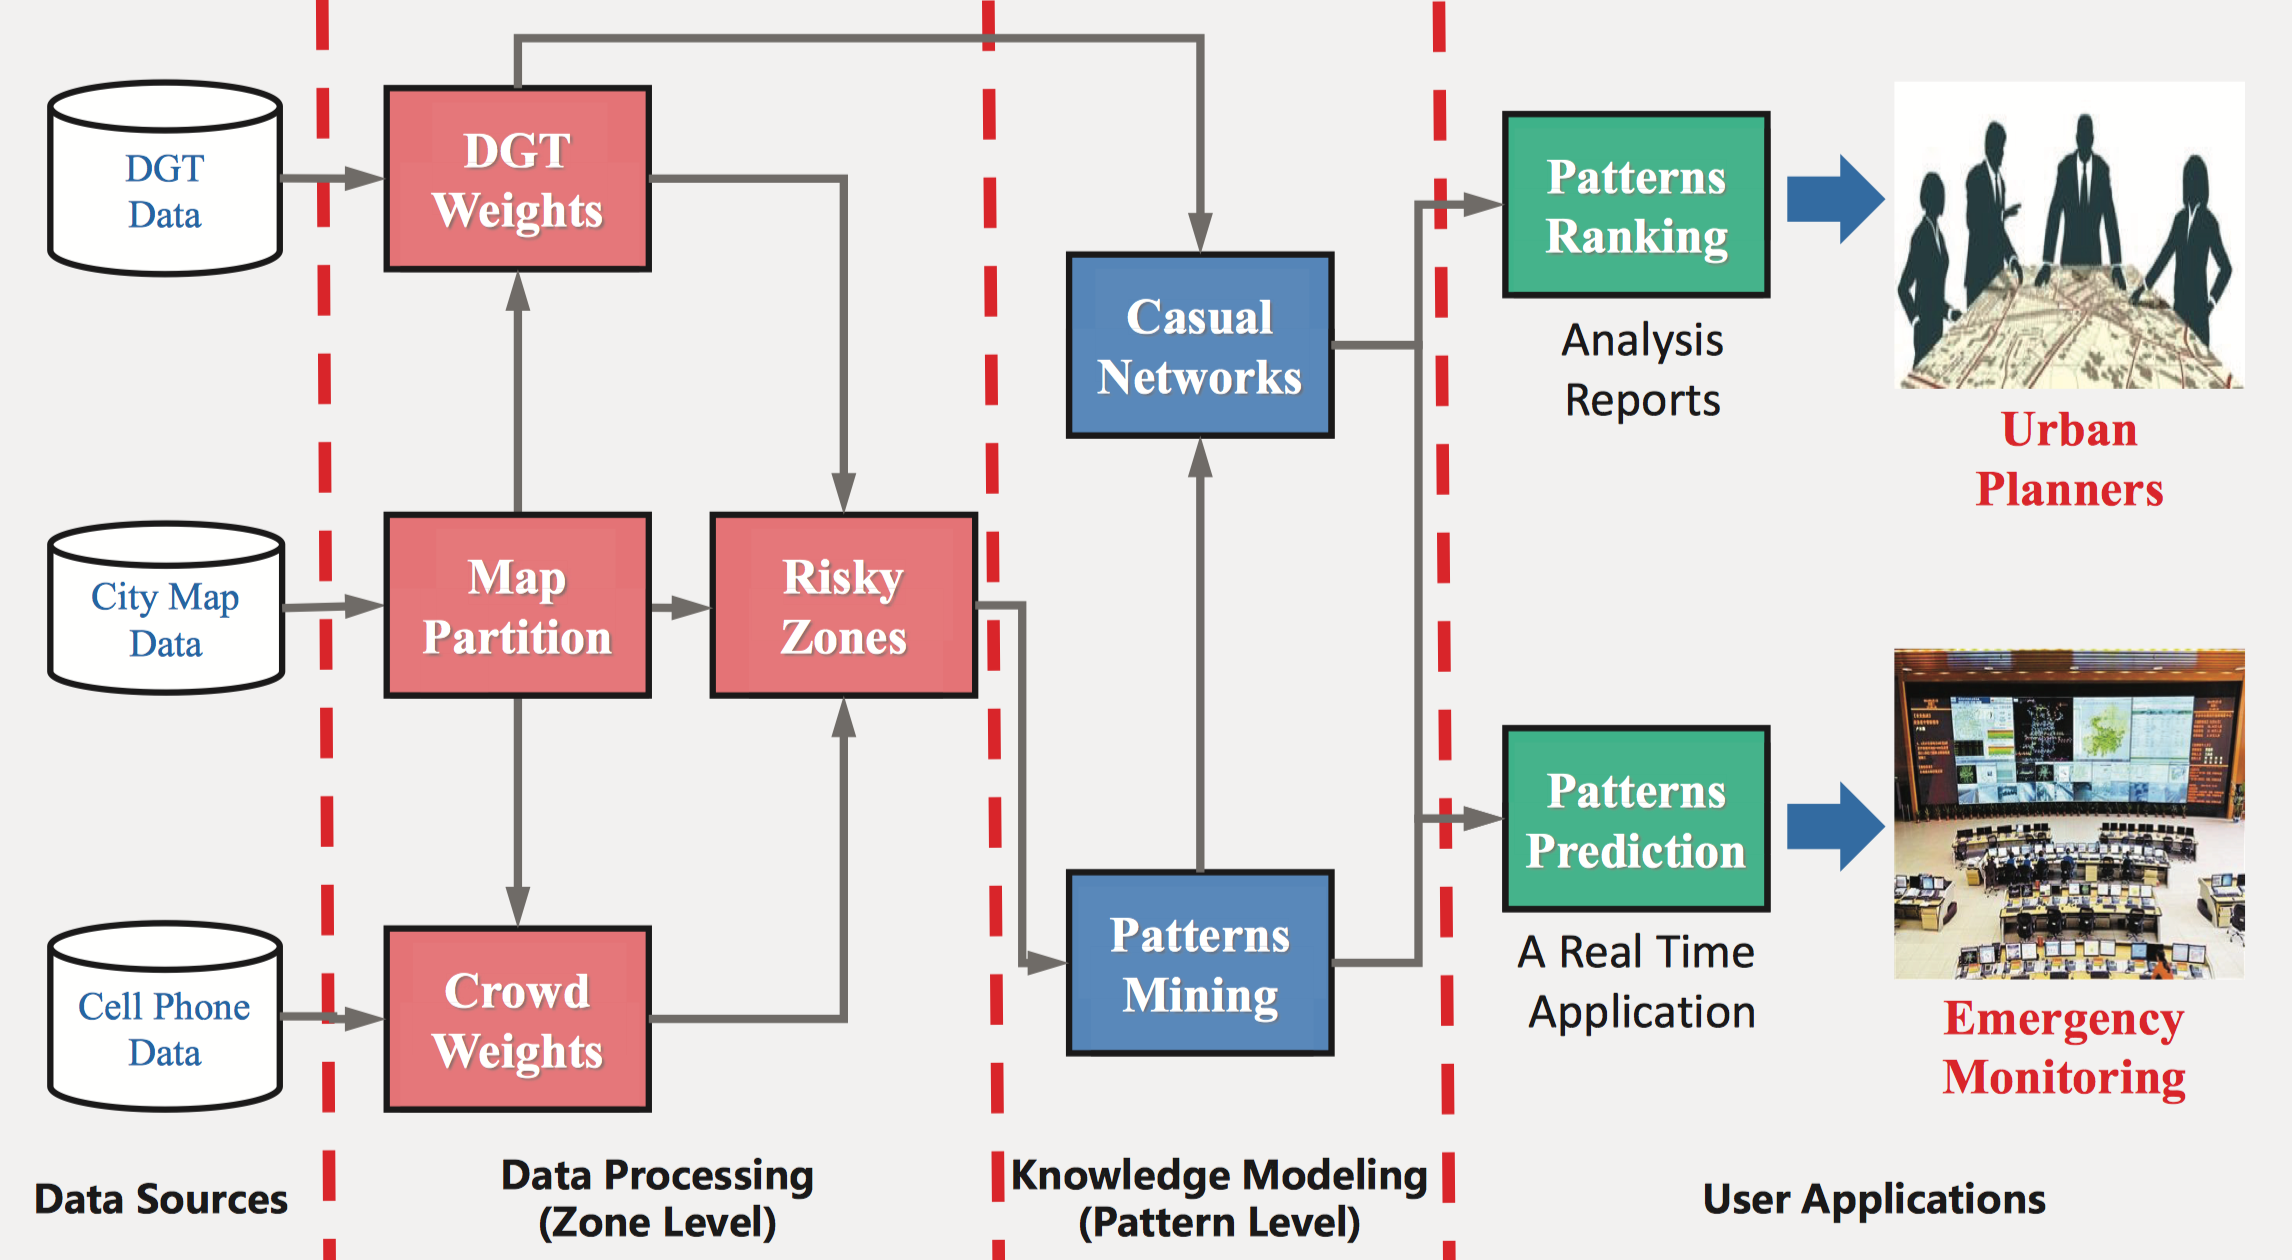 DGT
Data
City Map
Data
Cell Phone
Data
Data Sources
DGT
Weights
Map
Partition
Risky
Zones
Crowd
Weights
Data Processing
(Zone Level)
Casual
Networks
Patterns
Mining
Knowledge Modeling
(Pattern Level)
Patterns
Ranking
Analysis
Reports
Urban
Planners
Patterns
Prediction
A Real Time
Application
Emergency
Monitoring
User Applications